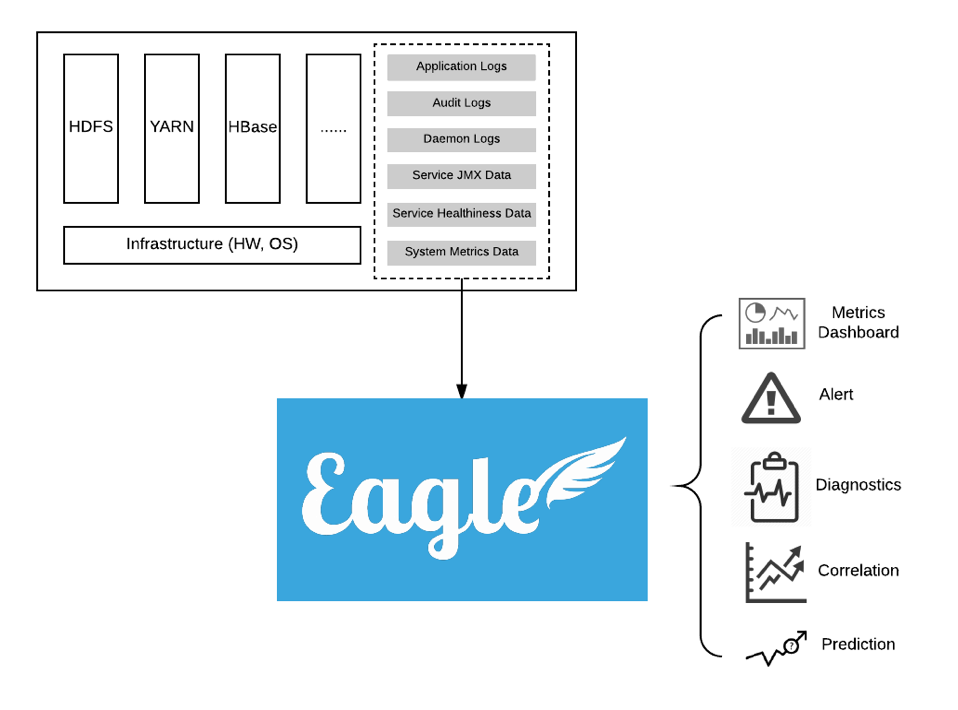 HDFS
YARN
HBase
......
Infrastructure (HW, OS)
Application Logs
Audit Logs
Daemon Logs
Service JMX Data
Service Healthiness Data
System Metrics Data
Eagle
Metrics
Dashboard
Alert
Diagnostics
Correlation
?
Prediction